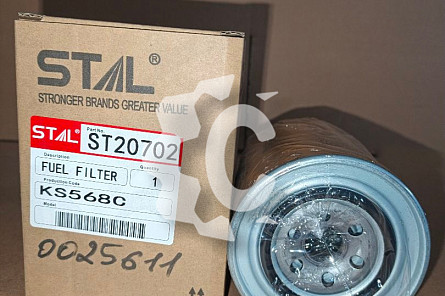 STAL®
STRONGER BRANDS GREATER VALUE
STAL® Part No. ST20702
Description Quantity
FUEL FILTER 1
Production Code
KS568C
Model
0025611
C